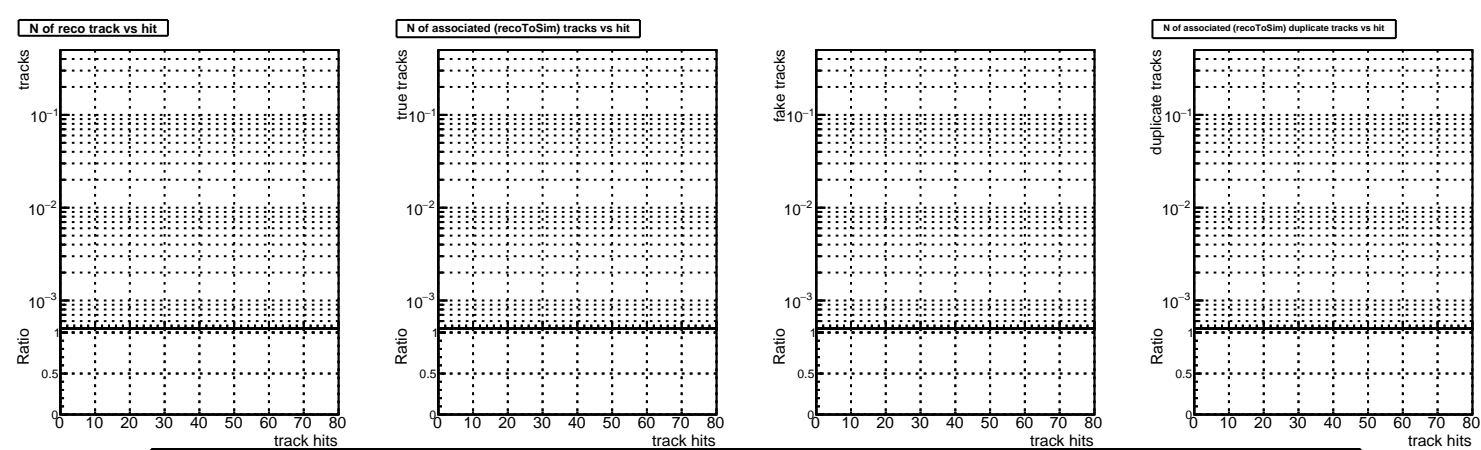 N of reco track vs hit
tracks
10⁻¹
10⁻²
10⁻³
Ratio
1
0.5
0
0 10 20 30 40 50 60 70 80
track hits
N of associated (recoToSim) tracks vs hit
true tracks
10⁻¹
10⁻²
10⁻³
Ratio
1
0.5
0
0 10 20 30 40 50 60 70 80
track hits
fake tracks
10⁻¹
10⁻²
10⁻³
Ratio
1
0.5
0
0 10 20 30 40 50 60 70 80
track hits
N of associated (recoToSim) duplicate tracks vs hit
duplicate tracks
10⁻¹
10⁻²
10⁻³
Ratio
1
0.5
0
0 10 20 30 40 50 60 70 80
track hits